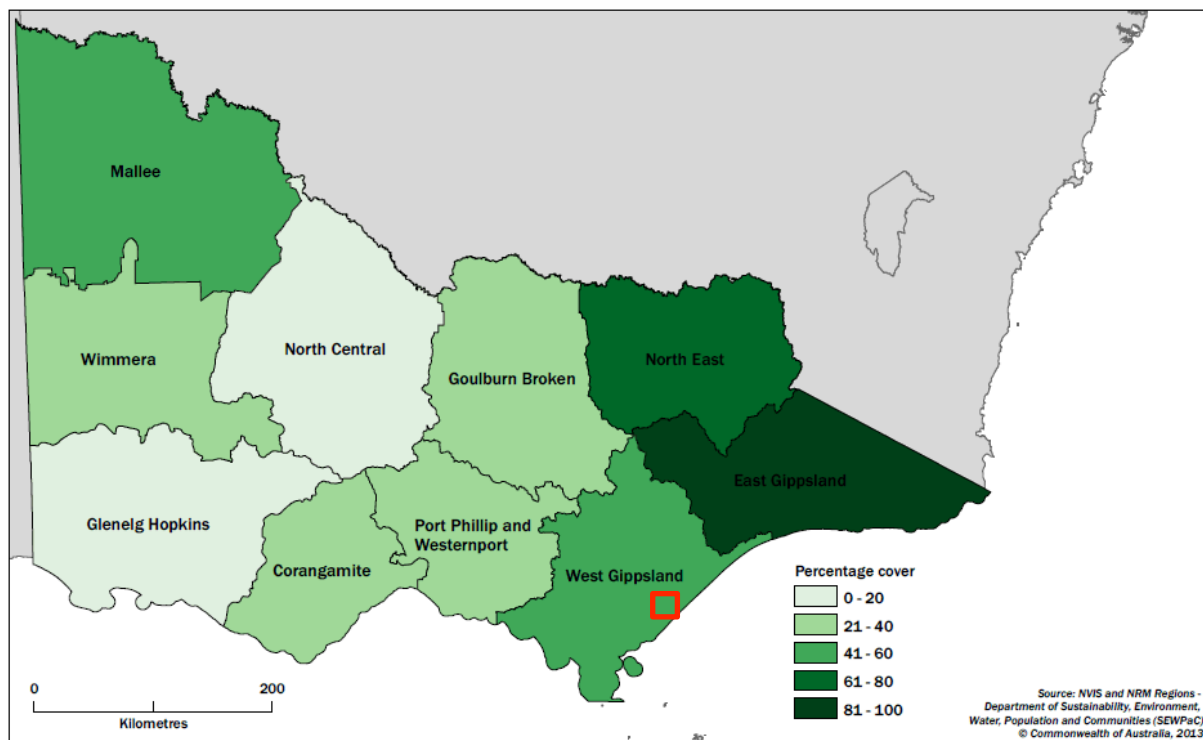 Mallee
Wimmera
North Central
Goulburn Broken
North East
East Gippsland
Glenelg Hopkins
Corangamite
Port Phillip and
Westernport
West Gippsland
Percentage cover
0 - 20
21 - 40
41 - 60
61 - 80
81 - 100
0 200
Kilometres
Source: NVIS and NRM Regions -
Department of Sustainability, Environment,
Water, Population and Communities (SEWPaC)
© Commonwealth of Australia, 2013